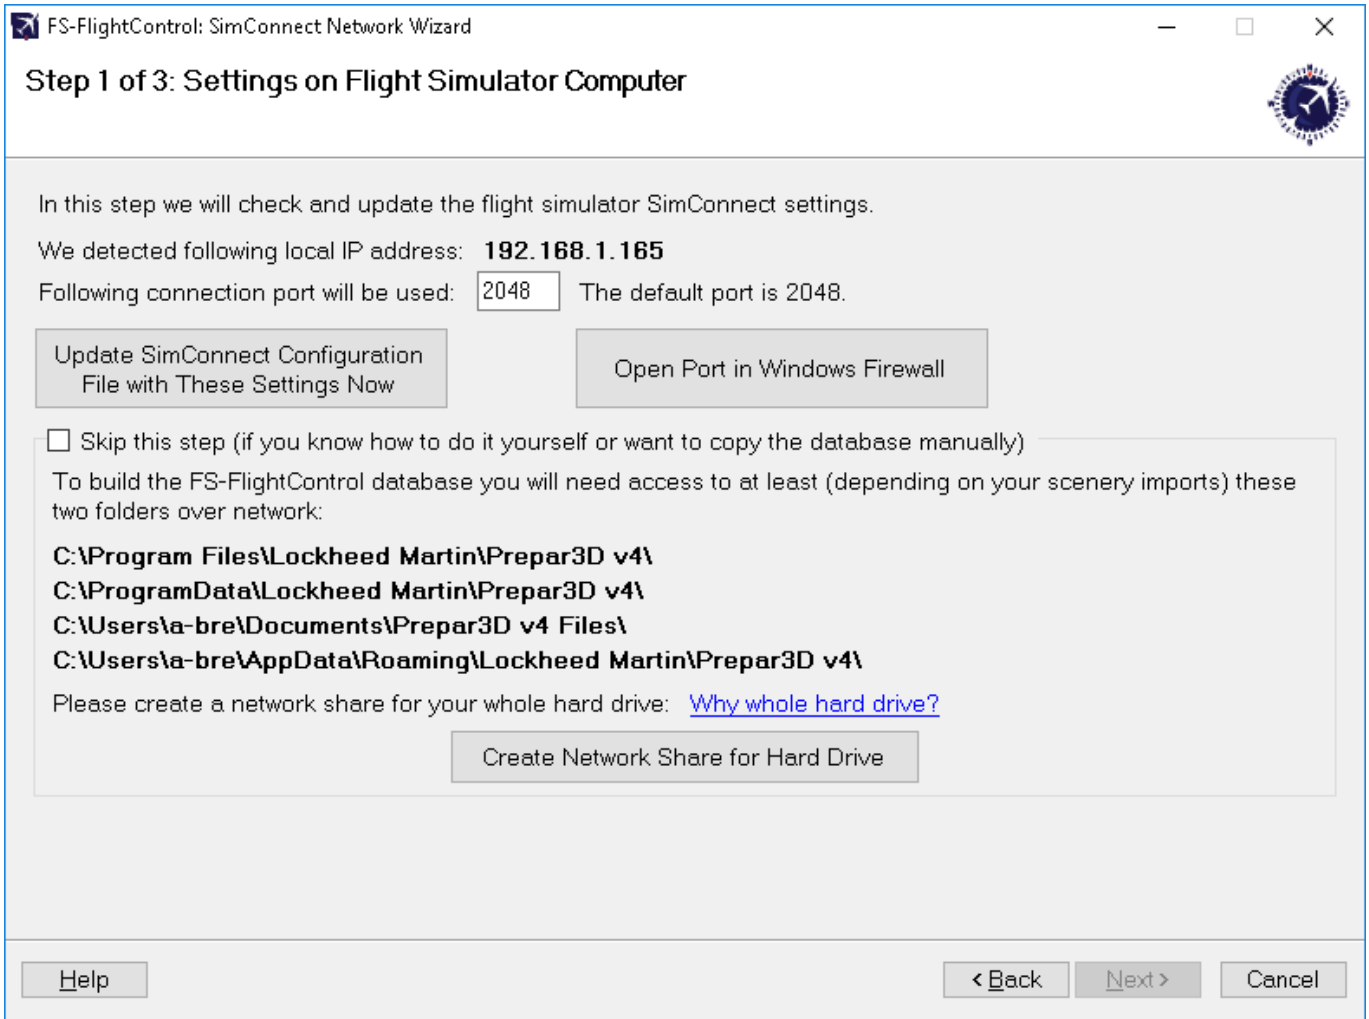 FS-FlightControl: SimConnect Network Wizard
Step 1 of 3: Settings on Flight Simulator Computer
In this step we will check and update the flight simulator SimConnect settings.
We detected following local IP address: 192.168.1.165
Following connection port will be used: 2048 The default port is 2048.
Update SimConnect Configuration
File with These Settings Now
Open Port in Windows Firewall
Skip this step (if you know how to do it yourself or want to copy the database manually)
To build the FS-FlightControl database you will need access to at least (depending on your scenery imports) these
two folders over network:
C:\Program Files\Lockheed Martin\Prepar3D v4\
C:\ProgramData\Lockheed Martin\Prepar3D v4\
C:\Users\a-bre\Documents\Prepar3D v4 Files\
C:\Users\a-bre\AppData\Roaming\Lockheed Martin\Prepar3D v4\
Please create a network share for your whole hard drive: Why whole hard drive?
Create Network Share for Hard Drive
Help < Back Next > Cancel